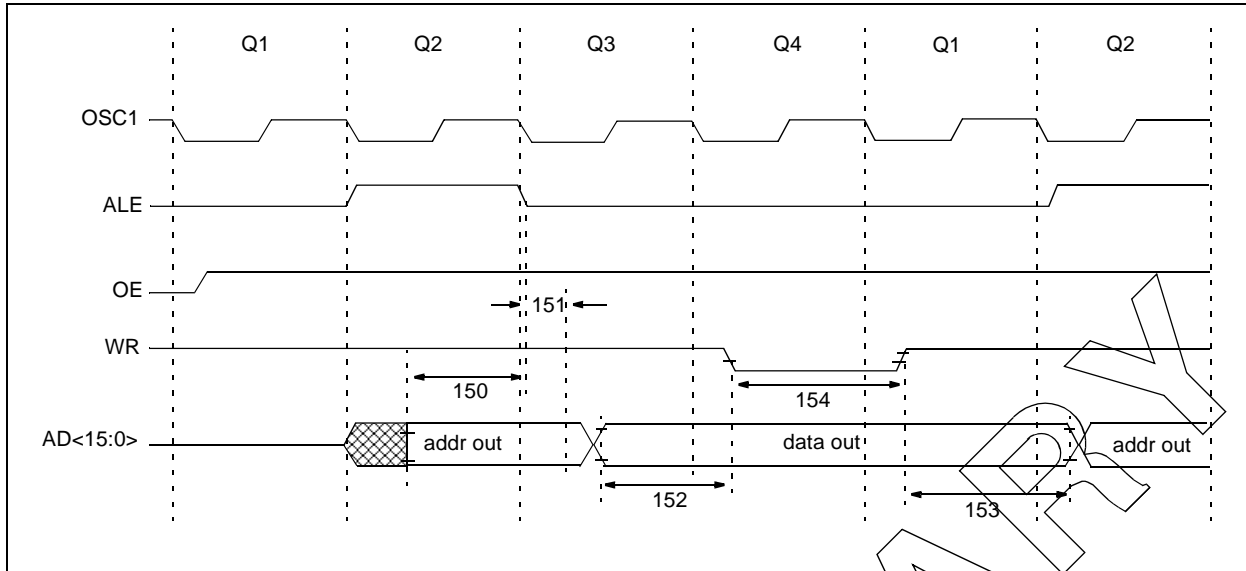 Q1 Q2 Q3 Q4 Q1 Q2
OSC1
ALE
OE
151
WR
150
154
AD<15:0>
addr out
data out
addr out
152
153
A R Y